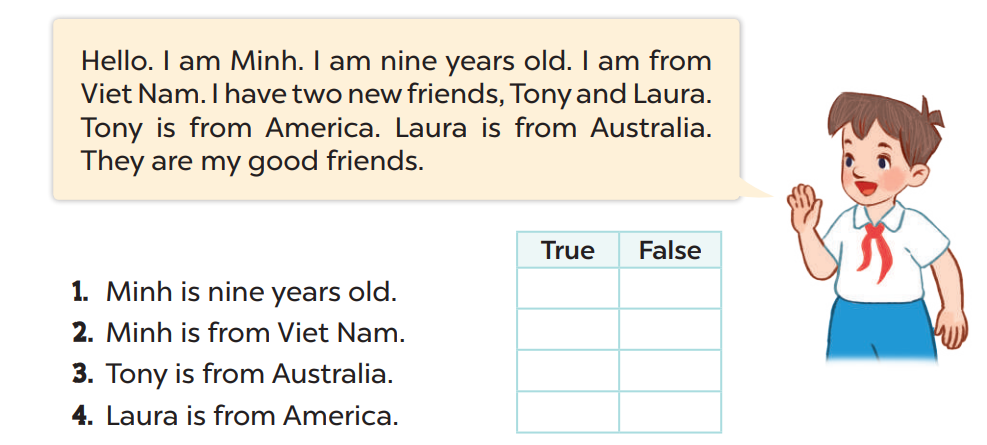 Hello. I am Minh. I am nine years old. I am from
Viet Nam. I have two new friends, Tony and Laura.
Tony is from America. Laura is from Australia.
They are my good friends.
True False
1. Minh is nine years old.
2. Minh is from Viet Nam.
3. Tony is from Australia.
4. Laura is from America.